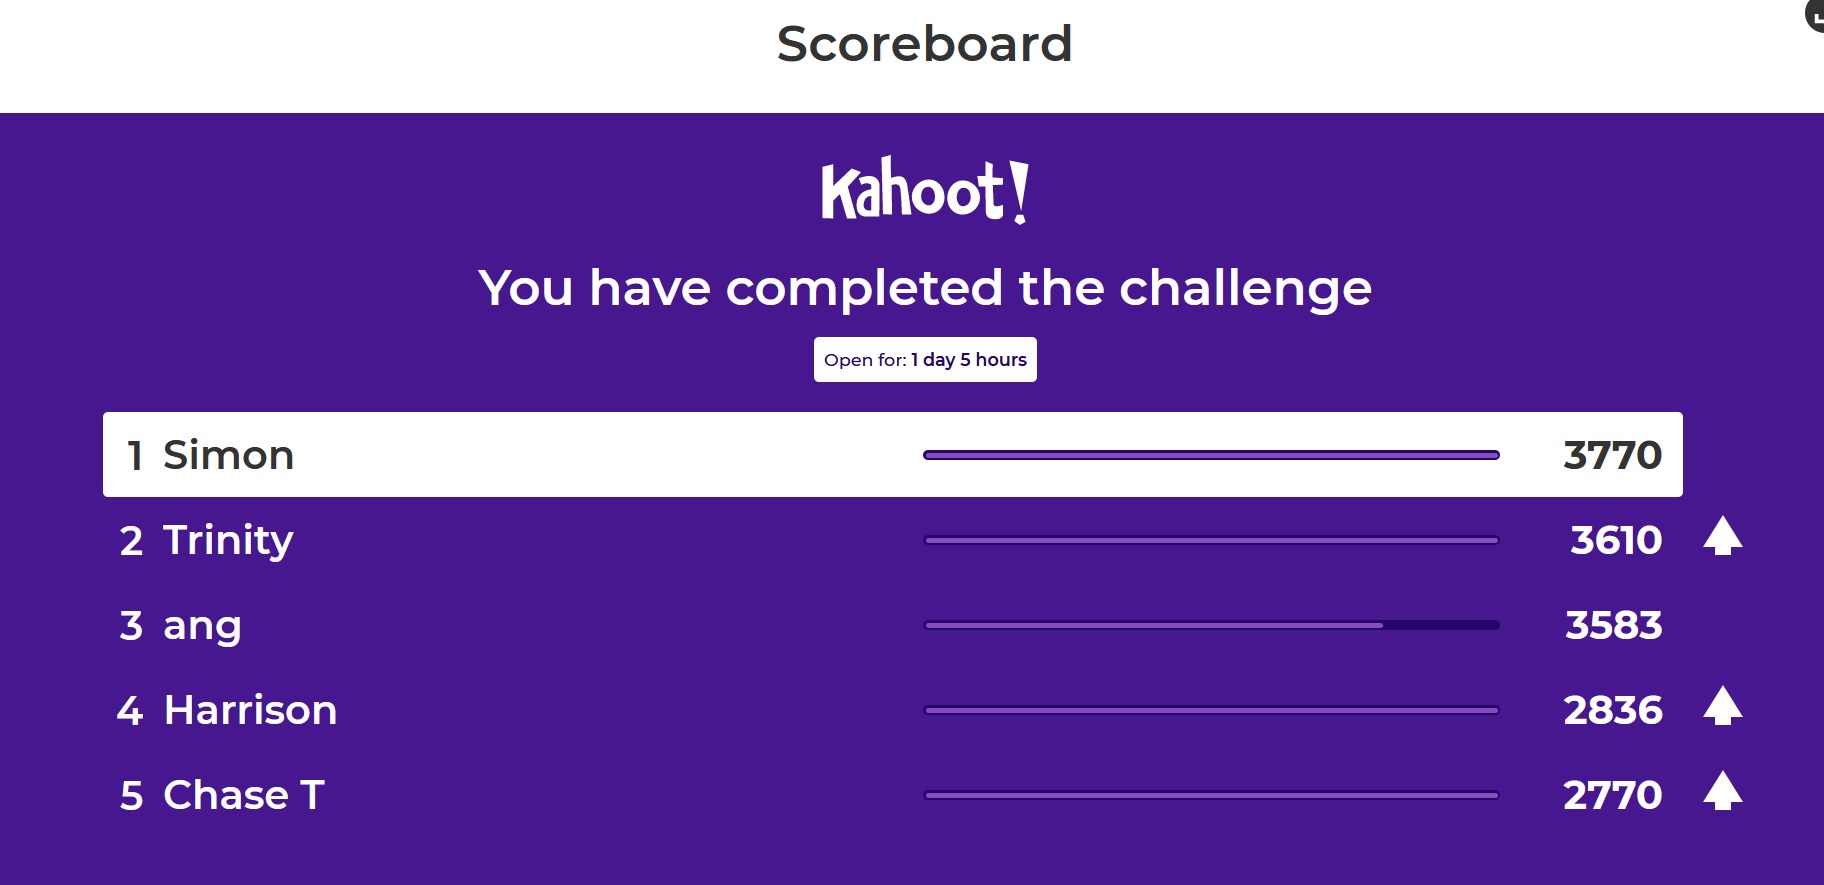 Scoreboard
Kahoot!
You have completed the challenge
Open for: 1 day 5 hours
1 Simon 3770
2 Trinity 3610
3 ang 3583
4 Harrison 2836
5 Chase T 2770